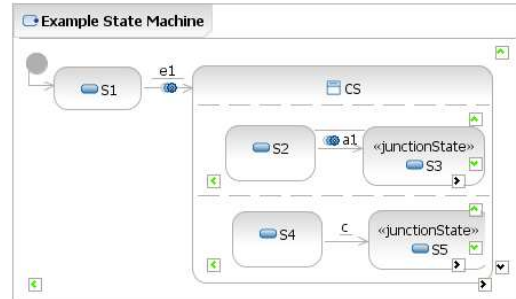 Example State Machine
e1
S1
CS
S2
a1
«junctionState»
S3
S4
c
«junctionState»
S5